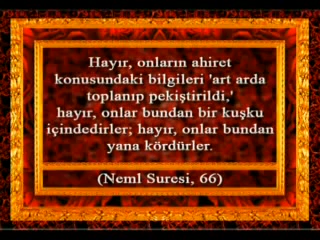 Hayır, onların ahiret
konusundaki bilgileri 'art arda
toplanıp pekiştirildi,'
hayır, onlar bundan bir kuşku
içindedirler; hayır, onlar bundan
yana kördürler.
(Neml Suresi, 66)